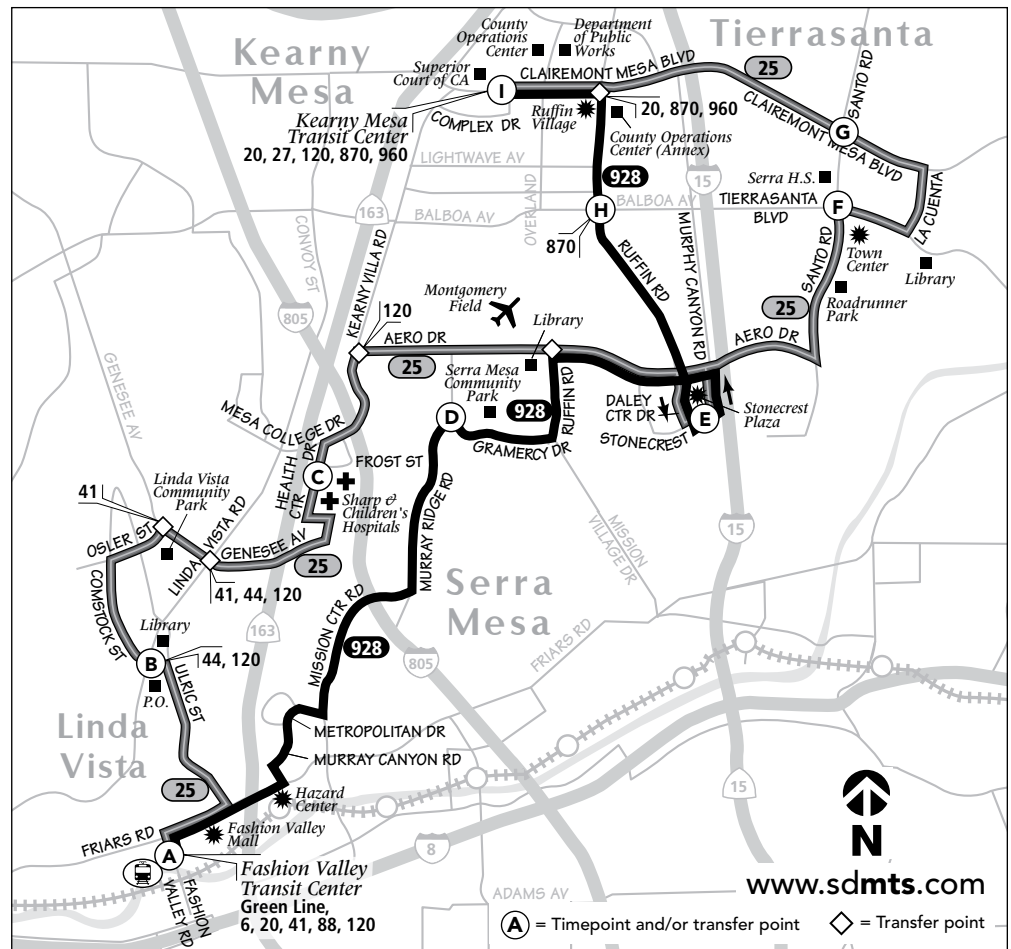 Kearny
Mesa
County
Operations
Center
Department
of Public
Works
Tierrasanta
Superior
Court of CA
I
CLAIREMONT MESA BLVD
25
SANTO RD
Kearny Mesa
Transit Center
20, 27, 120, 870, 960
COMPLEX DR
Ruffin
Village
20, 870, 960
County Operations
Center (Annex)
CLAIREMONT MESA BLVD
G
LIGHTWAVE AV
928
15
Serra H.S.
TIERRASANTA
BLVD
F
LA CUENTA
163
BALBOA AV
OVERLAND
H
BALBOA AV
870
CONVOY ST
KEARNY VILLA RD
RUFFIN RD
MURPHY CANYON RD
SANTO RD
Town
Center
Library
Roadrunner
Park
805
120
Montgomery
Field
Library
25
AERO DR
AERO DR
25
GENESEE AV
Serra Mesa
Community
Park
D
928
RUFFIN RD
DALEY
CTR DR
STONECREST
E
Stonecrest
Plaza
MESA COLLEGE DR
GRAMERCY DR
HEALTH
CTR
DR
C
FROST ST
Sharp &
Children's
Hospitals
41
Linda Vista
Community
Park
OSLER ST
LINDA VISTA RD
GENESEE AV
25
41, 44, 120
MURRAY RIDGE RD
MISSION
VILLAGE DR
15
COMSTOCK ST
Serra
Mesa
Library
B
44, 120
P.O.
ULRIC ST
163
MISSION CTR RD
928
805
FRIARS RD
Linda
Vista
METROPOLITAN DR
MURRAY CANYON RD
25
Hazard
Center
15
FRIARS RD
Fashion Valley
Mall
8
N
A
Fashion Valley
Transit Center
Green Line,
6, 20, 41, 88, 120
FASHION
VALLEY RD
ADAMS AV
www.sdmts.com
A = Timepoint and/or transfer point
= Transfer point